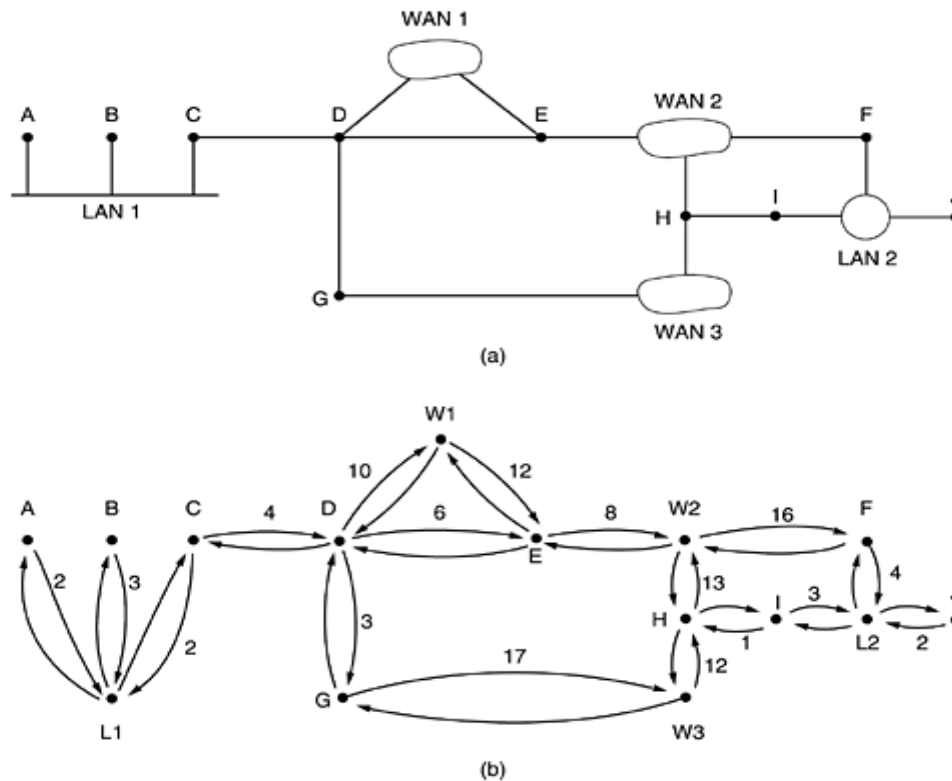 WAN 1
A B C D E WAN 2 F
LAN 1
H I
LAN 2
G
WAN 3
(a)
W1
10 12
A B C 4 D 6 E 8 W2 16 F
2 3 2 3 13 3 4
H I
1 L2 2
G 17 12
L1 W3
(b)